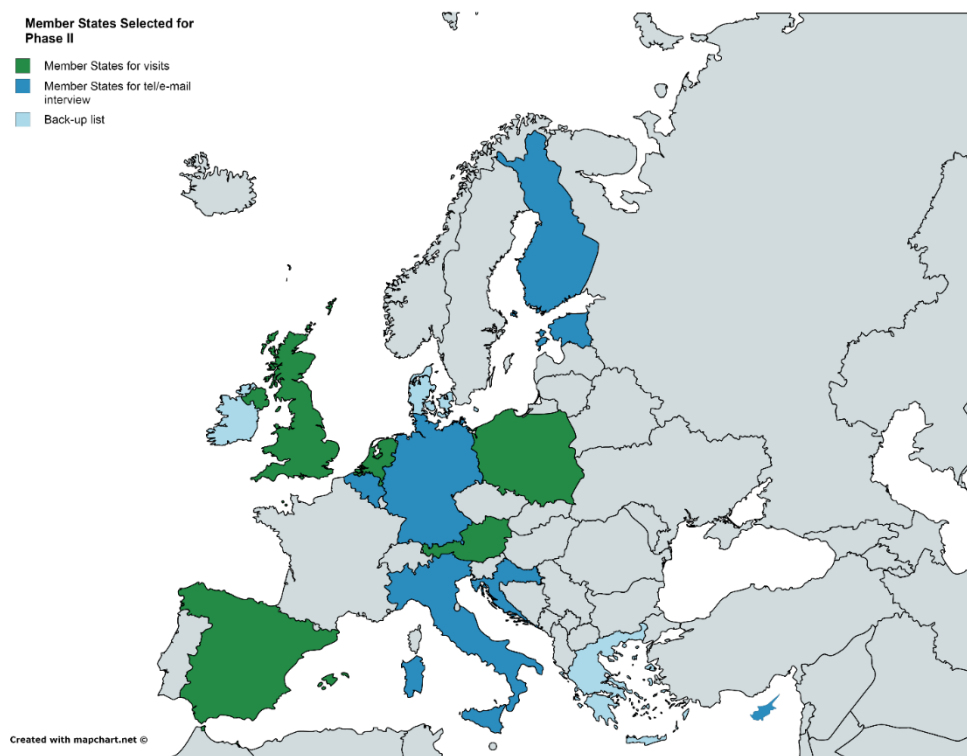 Member States Selected for
Phase II
Member States for visits
Member States for tel/e-mail
interview
Back-up list
Created with mapchart.net ©